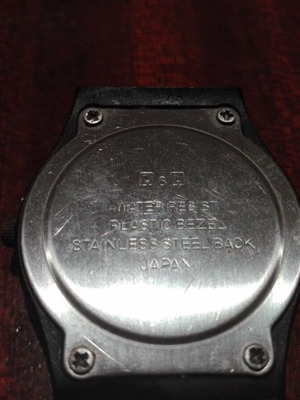 Q&Q
WATER RESIST
PLASTIC BEZEL
STAINLESS STEEL BACK
JAPAN